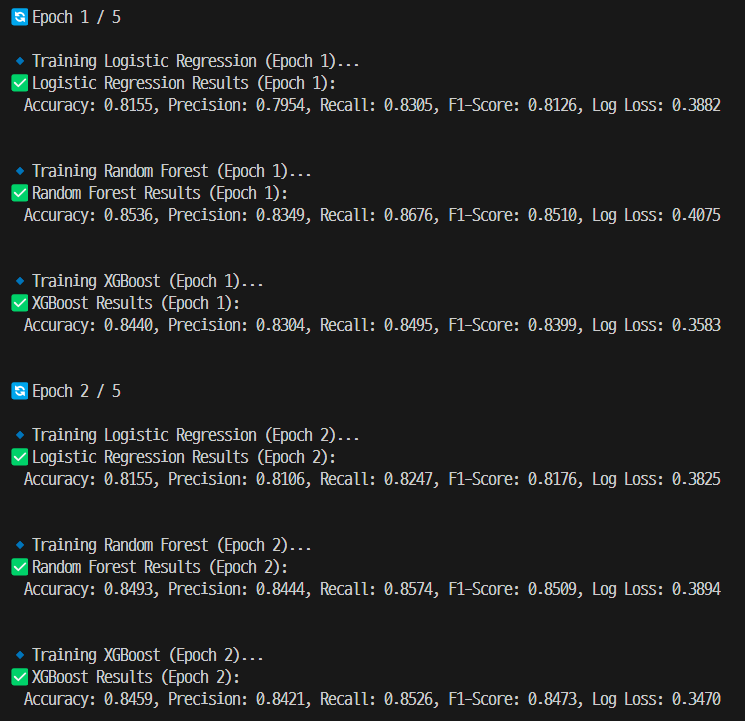 🔄 Epoch 1 / 5
🔹 Training Logistic Regression (Epoch 1)...
✅ Logistic Regression Results (Epoch 1):
Accuracy: 0.8155, Precision: 0.7954, Recall: 0.8305, F1-Score: 0.8126, Log Loss: 0.3882
🔹 Training Random Forest (Epoch 1)...
✅ Random Forest Results (Epoch 1):
Accuracy: 0.8536, Precision: 0.8349, Recall: 0.8676, F1-Score: 0.8510, Log Loss: 0.4075
🔹 Training XGBoost (Epoch 1)...
✅ XGBoost Results (Epoch 1):
Accuracy: 0.8440, Precision: 0.8304, Recall: 0.8495, F1-Score: 0.8399, Log Loss: 0.3583
🔄 Epoch 2 / 5
🔹 Training Logistic Regression (Epoch 2)...
✅ Logistic Regression Results (Epoch 2):
Accuracy: 0.8155, Precision: 0.8106, Recall: 0.8247, F1-Score: 0.8176, Log Loss: 0.3825
🔹 Training Random Forest (Epoch 2)...
✅ Random Forest Results (Epoch 2):
Accuracy: 0.8493, Precision: 0.8444, Recall: 0.8574, F1-Score: 0.8509, Log Loss: 0.3894
🔹 Training XGBoost (Epoch 2)...
✅ XGBoost Results (Epoch 2):
Accuracy: 0.8459, Precision: 0.8421, Recall: 0.8526, F1-Score: 0.8473, Log Loss: 0.3470